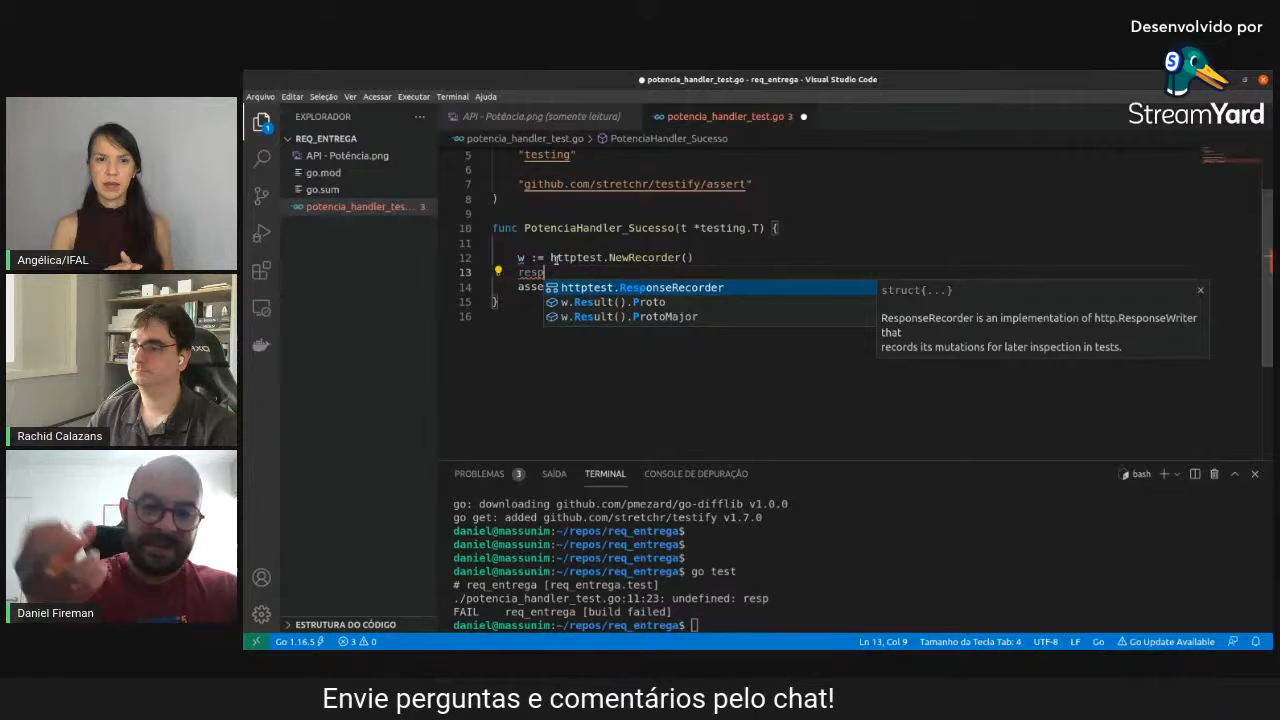 Desenvolvido por
StreamYard
potencia_handler_test.go - req_entrega - Visual Studio Code
Arquivo Editar Seleção Ver Acessar Executar Terminal Ajuda
EXPLORADOR
REQ_ENTREGA
API - Potência.png
go.mod
go.sum
potencia_handler_tes... 3
API - Potência.png (somente leitura)
potencia_handler_test.go 3
potencia_handler_test.go > PotenciaHandler_Sucesso
5 "testing"
6
7 "github.com/stretchr/testify/assert"
8 )
9
10 func PotenciaHandler_Sucesso(t *testing.T) {
11
12 w := httptest.NewRecorder()
13 resp
14 asse
15 }
16
httptest.ResponseRecorder
w.Result().Proto
w.Result().ProtoMajor
struct{...}
ResponseRecorder is an implementation of http.ResponseWriter
that
records its mutations for later inspection in tests.
PROBLEMAS 3 SAÍDA TERMINAL CONSOLE DE DEPURAÇÃO
bash
go: downloading github.com/pmezard/go-difflib v1.0.0
go get: added github.com/stretchr/testify v1.7.0
daniel@massunim:~/repos/req_entrega$
daniel@massunim:~/repos/req_entrega$
daniel@massunim:~/repos/req_entrega$
daniel@massunim:~/repos/req_entrega$ go test
# req_entrega [req_entrega.test]
./potencia_handler_test.go:11:23: undefined: resp
FAIL req_entrega [build failed]
daniel@massunim:~/repos/req_entrega$
ESTRUTURA DO CÓDIGO
Go 1.16.5 3 0
Ln 13, Col 9 Tamanho da Tecla Tab: 4 UTF-8 LF Go Go Update Available
Angélica/IFAL
Rachid Calazans
Daniel Fireman
Envie perguntas e comentários pelo chat!